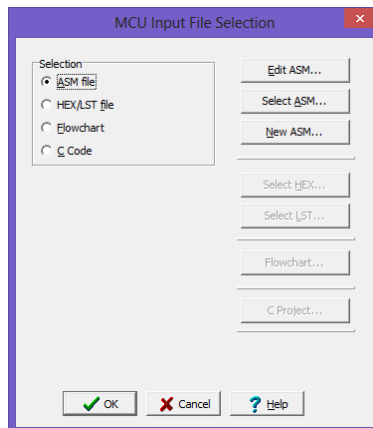 MCU Input File Selection
Selection
ASM file
HEX/LST file
Flowchart
C Code
Edit ASM...
Select ASM...
New ASM...
Select HEX...
Select LST...
Flowchart...
C Project...
OK
Cancel
Help